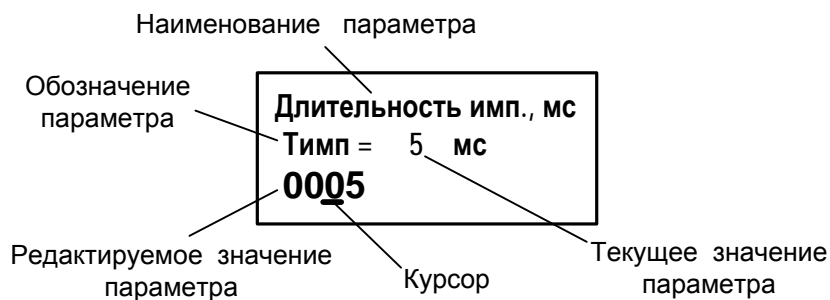 Наименование параметра
Обозначение
параметра
Длительность имп., мс
Тимп = 5 мс
0005
Редактируемое значение
параметра
Курсор
Текущее значение
параметра